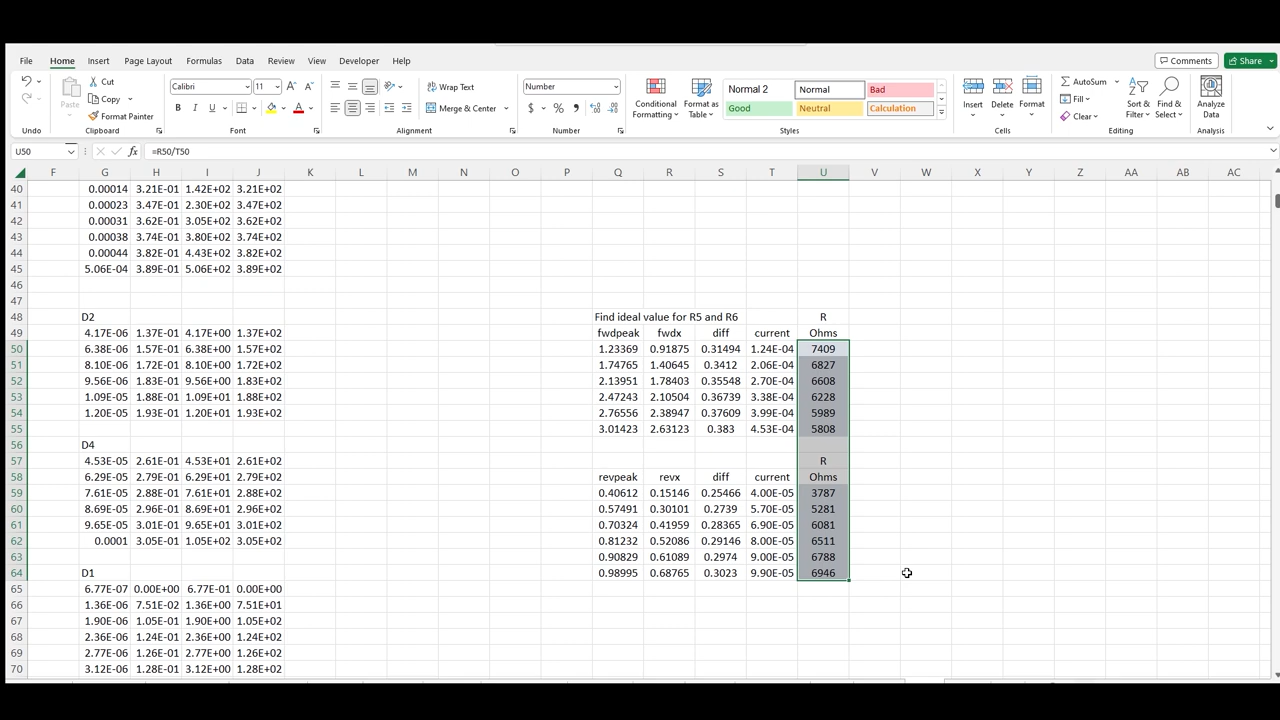 File Home Insert Page Layout Formulas Data Review View Developer Help Comments Share
Cut Calibri 11 Wrap Text Number Normal 2 Normal Bad AutoSum
Paste Copy Fill
Format Painter Merge & Center Conditional Formatting Format as Table Good Neutral Calculation Insert Delete Format Clear Sort & Filter Find & Select Analyze Data
Undo Clipboard Font Alignment Number Styles Cells Editing Analysis
U50 fx =R50/T50
F G H I J K L M N O P Q R S T U V W X Y Z AA AB AC
40 0.00014 3.21E-01 1.42E+02 3.21E+02
41 0.00023 3.47E-01 2.30E+02 3.47E+02
42 0.00031 3.62E-01 3.05E+02 3.62E+02
43 0.00038 3.74E-01 3.80E+02 3.74E+02
44 0.00044 3.82E-01 4.43E+02 3.82E+02
45 5.06E-04 3.89E-01 5.06E+02 3.89E+02
46
47
48 D2 Find ideal value for R5 and R6 R
49 4.17E-06 1.37E-01 4.17E+00 1.37E+02 fwdpeak fwdx diff current Ohms
50 6.38E-06 1.57E-01 6.38E+00 1.57E+02 1.23369 0.91875 0.31494 1.24E-04 7409
51 8.10E-06 1.72E-01 8.10E+00 1.72E+02 1.74765 1.40645 0.3412 2.06E-04 6827
52 9.56E-06 1.83E-01 9.56E+00 1.83E+02 2.13951 1.78403 0.35548 2.70E-04 6608
53 1.09E-05 1.88E-01 1.09E+01 1.88E+02 2.47243 2.10504 0.36739 3.38E-04 6228
54 1.20E-05 1.93E-01 1.20E+01 1.93E+02 2.76556 2.38947 0.37609 3.99E-04 5989
55 3.01423 2.63123 0.383 4.53E-04 5808
56 D4
57 4.53E-05 2.61E-01 4.53E+01 2.61E+02 R
58 6.29E-05 2.79E-01 6.29E+01 2.79E+02 revpeak revx diff current Ohms
59 7.61E-05 2.88E-01 7.61E+01 2.88E+02 0.40612 0.15146 0.25466 4.00E-05 3787
60 8.69E-05 2.96E-01 8.69E+01 2.96E+02 0.57491 0.30101 0.2739 5.70E-05 5281
61 9.65E-05 3.01E-01 9.65E+01 3.01E+02 0.70324 0.41959 0.28365 6.90E-05 6081
62 0.0001 3.05E-01 1.05E+02 3.05E+02 0.81232 0.52086 0.29146 8.00E-05 6511
63 0.90829 0.61089 0.2974 9.00E-05 6788
64 D1 0.98995 0.68765 0.3023 9.90E-05 6946
65 6.77E-07 0.00E+00 6.77E-01 0.00E+00
66 1.36E-06 7.51E-02 1.36E+00 7.51E+01
67 1.90E-06 1.05E-01 1.90E+00 1.05E+02
68 2.36E-06 1.24E-01 2.36E+00 1.24E+02
69 2.77E-06 1.26E-01 2.77E+00 1.26E+02
70 3.12E-06 1.28E-01 3.12E+00 1.28E+02